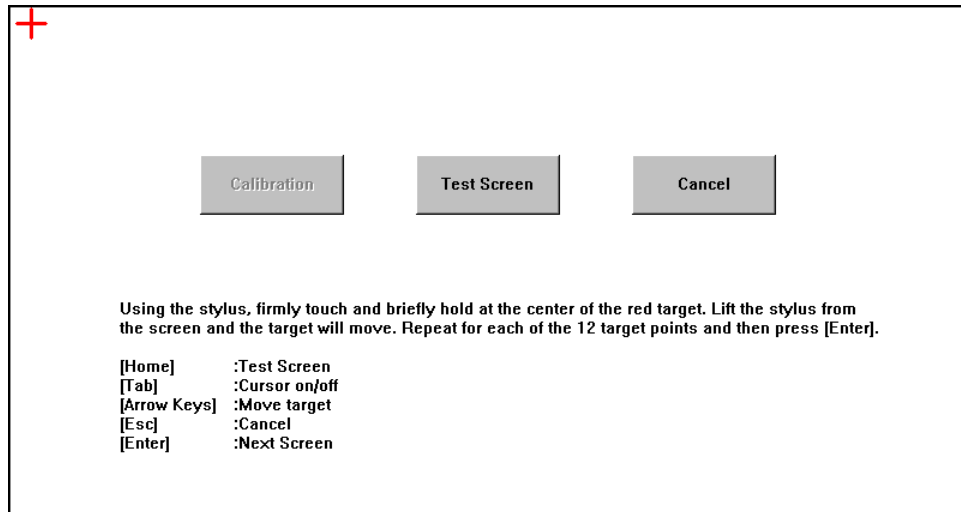 Calibration
Test Screen
Cancel
Using the stylus, firmly touch and briefly hold at the center of the red target. Lift the stylus from
the screen and the target will move. Repeat for each of the 12 target points and then press [Enter].
[Home] :Test Screen
[Tab] :Cursor on/off
[Arrow Keys] :Move target
[Esc] :Cancel
[Enter] :Next Screen